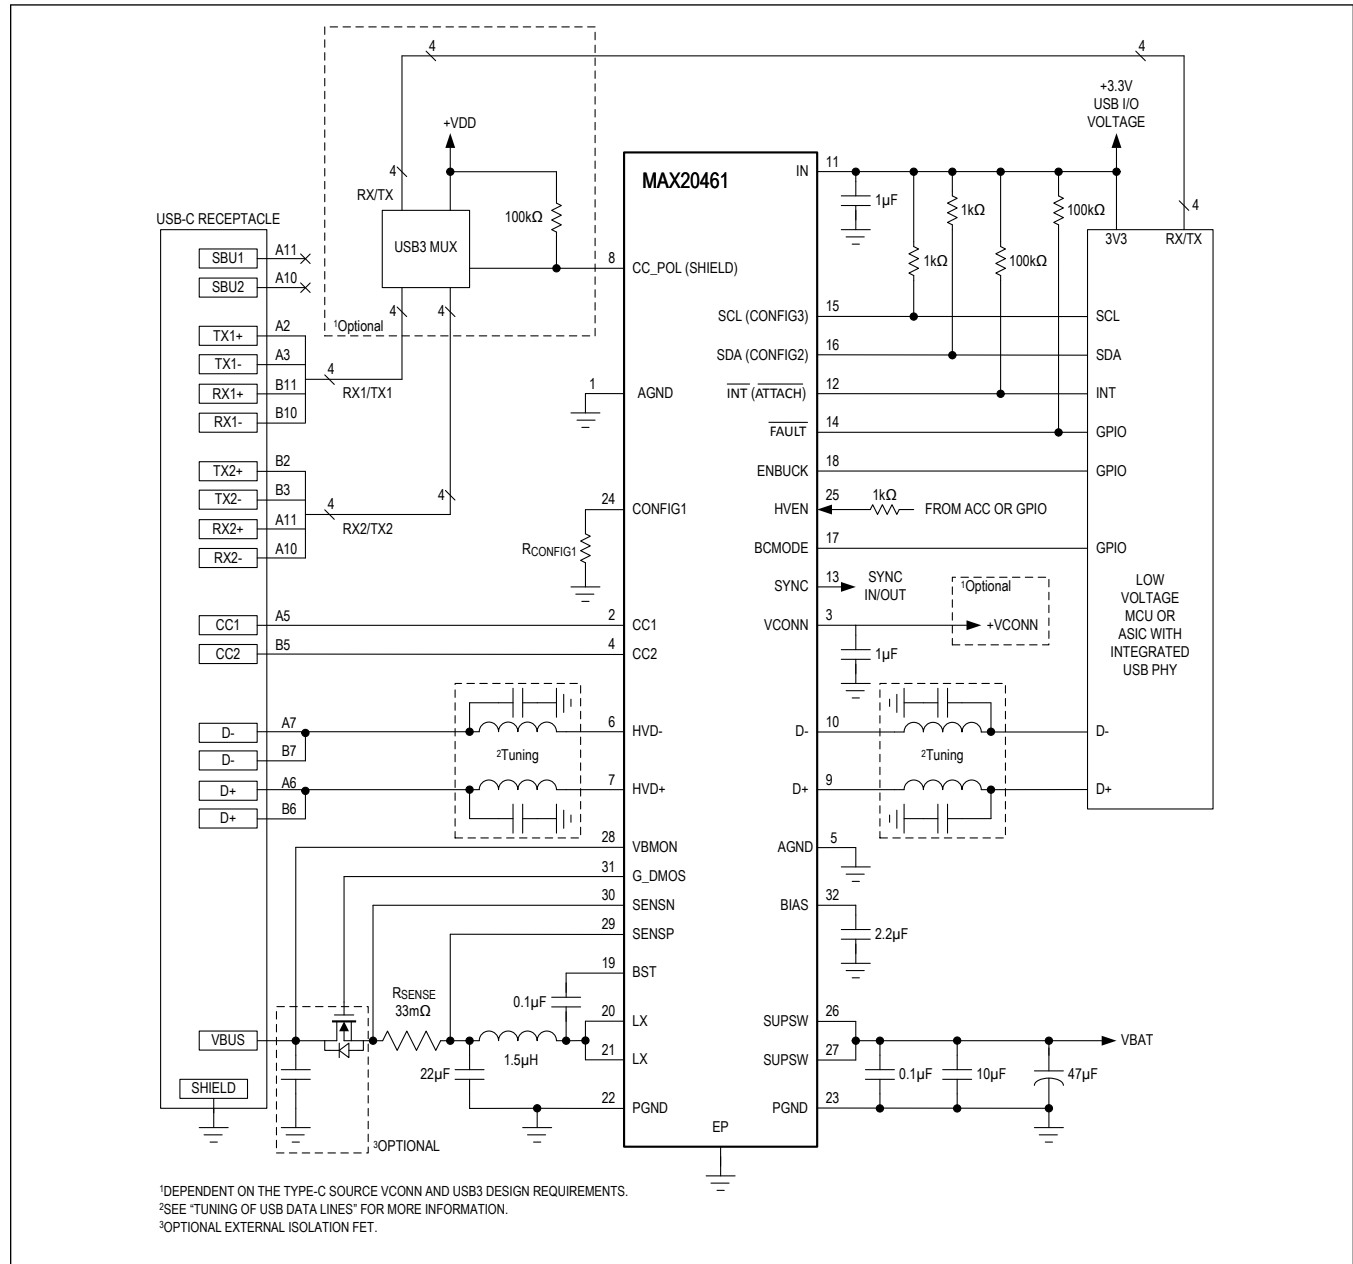 4
4
+3.3V
USB I/O
VOLTAGE
+VDD
4
RX/TX
100kΩ
USB3 MUX
4
4
¹Optional
USB-C RECEPTACLE
SBU1
A11
SBU2
A10
TX1+
A2
TX1-
A3
RX1+
B11
RX1-
B10
4
RX1/TX1
TX2+
B2
TX2-
B3
RX2+
A11
RX2-
A10
4
RX2/TX2
4
CC1
A5
CC2
B5
D-
A7
D-
B7
D+
A6
D+
B6
VBUS
SHIELD
²Tuning
RCONFIG1
RSENSE
33mΩ
22µF
1.5µH
0.1µF
³OPTIONAL
MAX20461
8
CC_POL (SHIELD)
1
AGND
24
CONFIG1
2
CC1
4
CC2
6
HVD-
7
HVD+
28
VBMON
31
G_DMOS
30
SENSN
29
SENSP
19
BST
20
LX
21
LX
22
PGND
EP
IN
11
SCL (CONFIG3)
15
SDA (CONFIG2)
16
INT (ATTACH)
12
FAULT
14
ENBUCK
18
HVEN
25
BCMODE
17
SYNC
13
VCONN
3
D-
10
D+
9
AGND
5
BIAS
32
SUPSW
26
SUPSW
27
PGND
23
1µF
1kΩ
1kΩ
100kΩ
100kΩ
1kΩ
FROM ACC OR GPIO
SYNC
IN/OUT
¹Optional
+VCONN
1µF
²Tuning
2.2µF
VBAT
0.1µF
10µF
47µF
4
3V3
RX/TX
SCL
SDA
INT
GPIO
GPIO
GPIO
LOW
VOLTAGE
MCU OR
ASIC WITH
INTEGRATED
USB PHY
D-
D+
¹DEPENDENT ON THE TYPE-C SOURCE VCONN AND USB3 DESIGN REQUIREMENTS.
²SEE “TUNING OF USB DATA LINES” FOR MORE INFORMATION.
³OPTIONAL EXTERNAL ISOLATION FET.